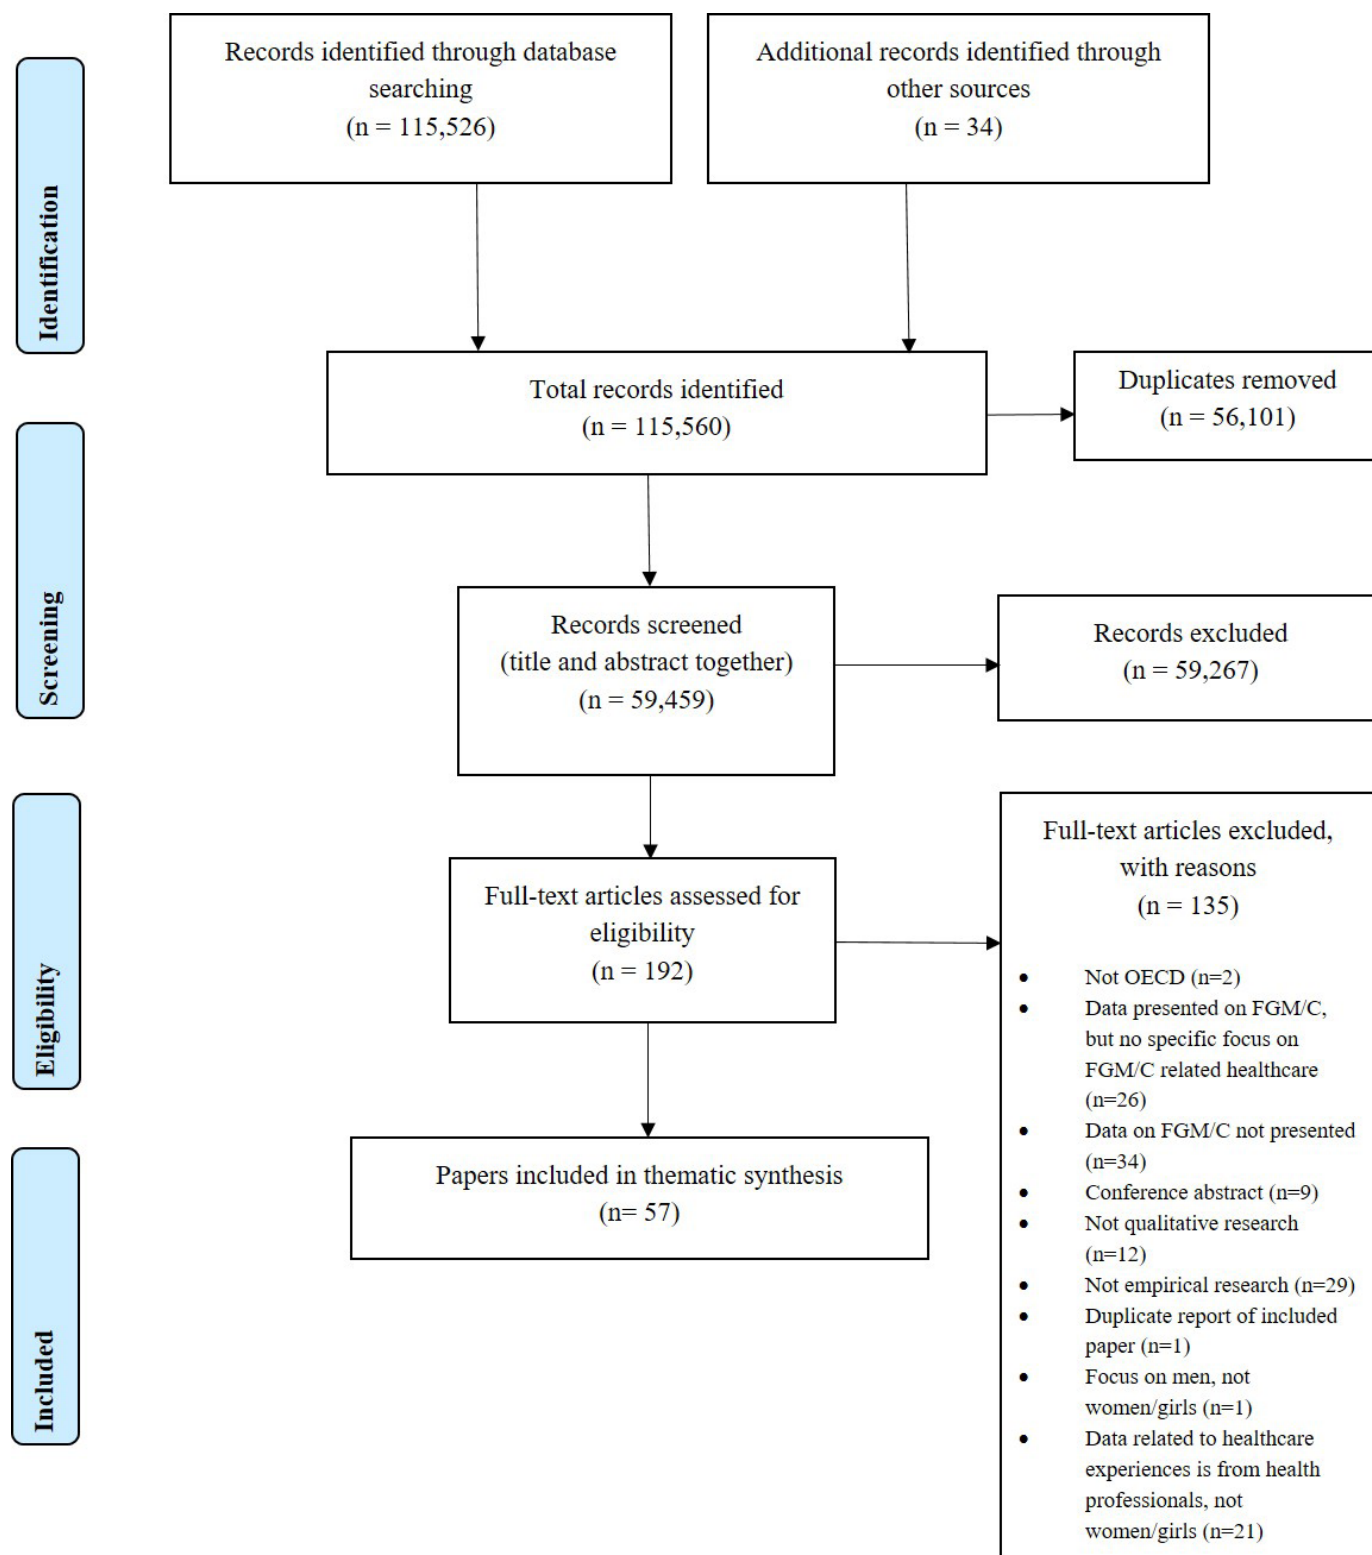 Records identified through database
searching
(n = 115,526)
Additional records identified through
other sources
(n = 34)
Identification
Total records identified
(n = 115,560)
Duplicates removed
(n = 56,101)
Screening
Records screened
(title and abstract together)
(n = 59,459)
Records excluded
(n = 59,267)
Eligibility
Full-text articles assessed for
eligibility
(n = 192)
Full-text articles excluded,
with reasons
(n = 135)
• Not OECD (n=2)
• Data presented on FGM/C,
but no specific focus on
FGM/C related healthcare
(n=26)
• Data on FGM/C not presented
(n=34)
• Conference abstract (n=9)
• Not qualitative research
(n=12)
• Not empirical research (n=29)
• Duplicate report of included
paper (n=1)
• Focus on men, not
women/girls (n=1)
• Data related to healthcare
experiences is from health
professionals, not
women/girls (n=21)
Included
Papers included in thematic synthesis
(n= 57)